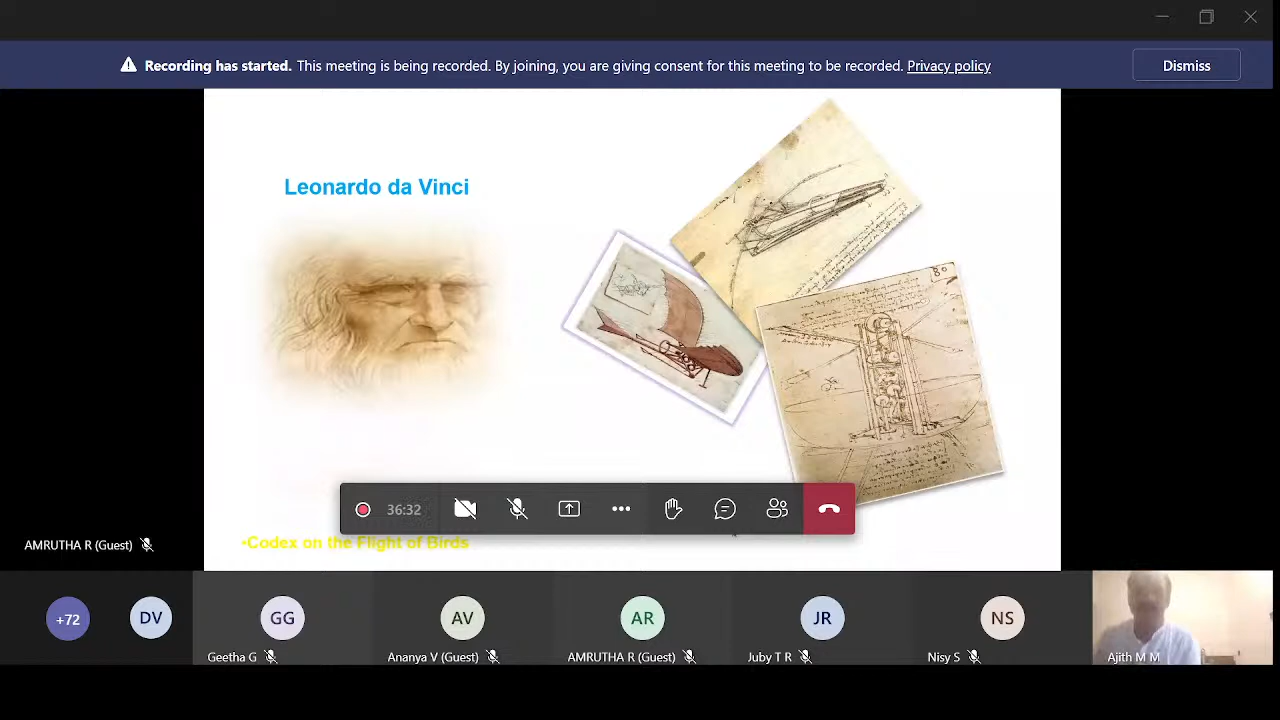 Recording has started. This meeting is being recorded. By joining, you are giving consent for this meeting to be recorded. Privacy policy
Dismiss
Leonardo da Vinci
80
36:32
•Codex on the Flight of Birds
AMRUTHA R (Guest)
+72
DV
GG
AV
AR
JR
NS
Geetha G
Ananya V (Guest)
AMRUTHA R (Guest)
Juby T R
Nisy S
Ajith M M